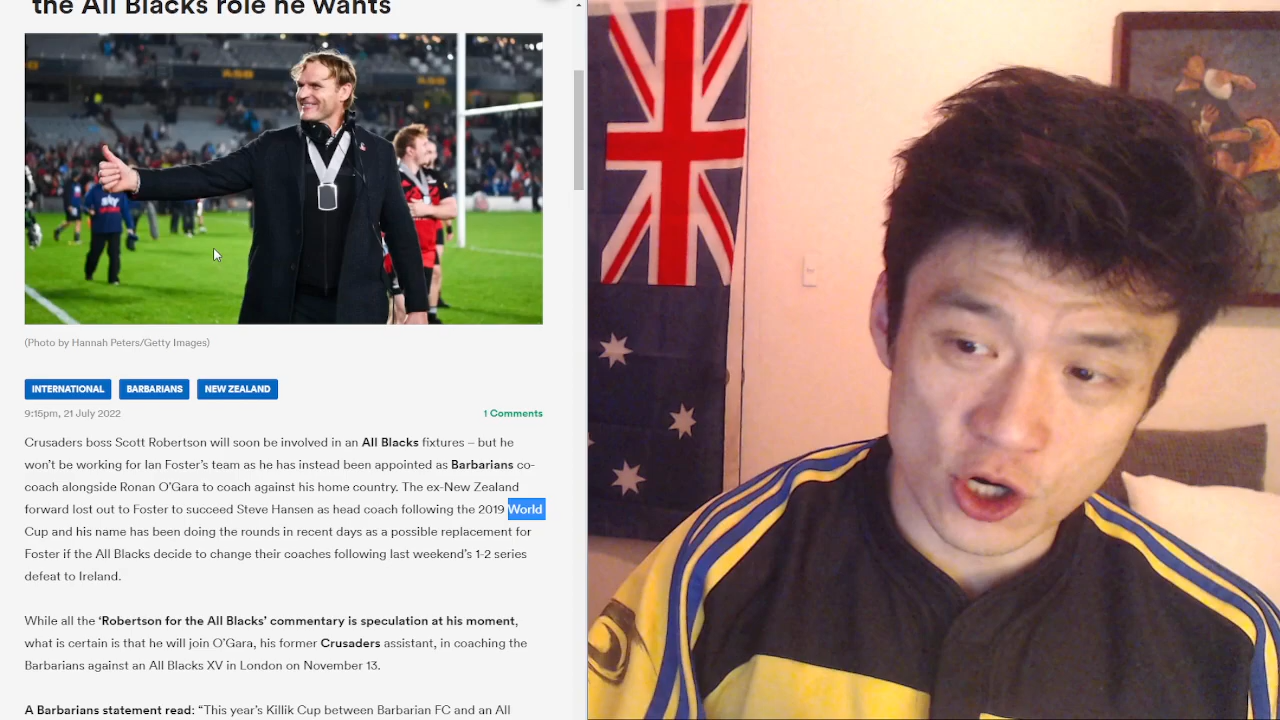 the All Blacks role he wants
ASB
sky
(Photo by Hannah Peters/Getty Images)
INTERNATIONAL
BARBARIANS
NEW ZEALAND
9:15pm, 21 July 2022
1 Comments
Crusaders boss Scott Robertson will soon be involved in an All Blacks fixtures – but he
won't be working for Ian Foster's team as he has instead been appointed as Barbarians co-
coach alongside Ronan O'Gara to coach against his home country. The ex-New Zealand
forward lost out to Foster to succeed Steve Hansen as head coach following the 2019 World
Cup and his name has been doing the rounds in recent days as a possible replacement for
Foster if the All Blacks decide to change their coaches following last weekend's 1-2 series
defeat to Ireland.
While all the 'Robertson for the All Blacks' commentary is speculation at his moment,
what is certain is that he will join O'Gara, his former Crusaders assistant, in coaching the
Barbarians against an All Blacks XV in London on November 13.
A Barbarians statement read: “This year's Killik Cup between Barbarian FC and an All